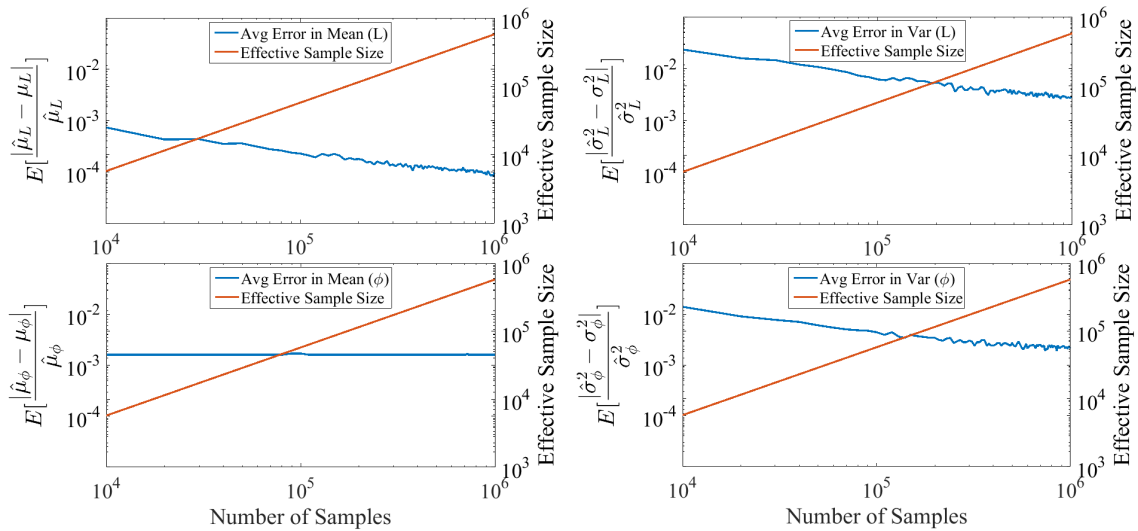 Avg Error in Mean (L)
Effective Sample Size
E[|μ̂_L − μ_L| / μ̂_L]
10^-2
10^-3
10^-4
10^6
10^5
10^4
10^3
Effective Sample Size
10^4
10^5
10^6
Avg Error in Var (L)
Effective Sample Size
E[|σ̂²_L − σ²_L| / σ̂²_L]
10^-2
10^-3
10^-4
10^6
10^5
10^4
10^3
Effective Sample Size
10^4
10^5
10^6
Avg Error in Mean (ϕ)
Effective Sample Size
E[|μ̂_ϕ − μ_ϕ| / μ̂_ϕ]
10^-2
10^-3
10^-4
10^6
10^5
10^4
10^3
Effective Sample Size
10^4
10^5
10^6
Number of Samples
Avg Error in Var (ϕ)
Effective Sample Size
E[|σ̂²_ϕ − σ²_ϕ| / σ̂²_ϕ]
10^-2
10^-3
10^-4
10^6
10^5
10^4
10^3
Effective Sample Size
10^4
10^5
10^6
Number of Samples